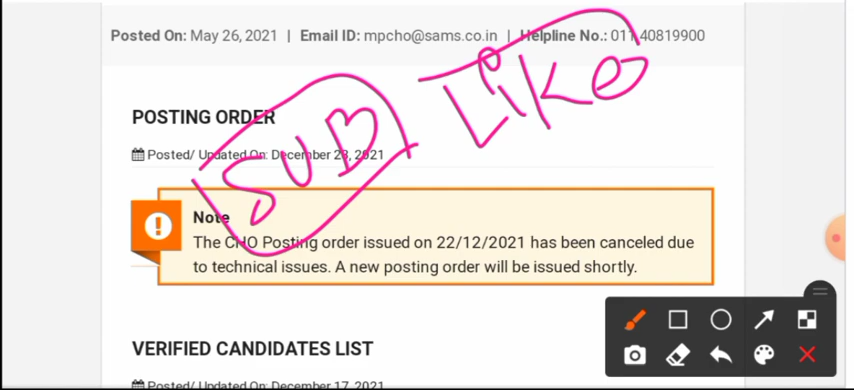 Posted On: May 26, 2021 | Email ID: mpcho@sams.co.in | Helpline No.: 011 40819900
SUB Like
POSTING ORDER
Posted/ Updated On: December 23, 2021
Note
The CHO Posting order issued on 22/12/2021 has been canceled due
to technical issues. A new posting order will be issued shortly.
VERIFIED CANDIDATES LIST
Posted/ Updated On: December 17, 2021